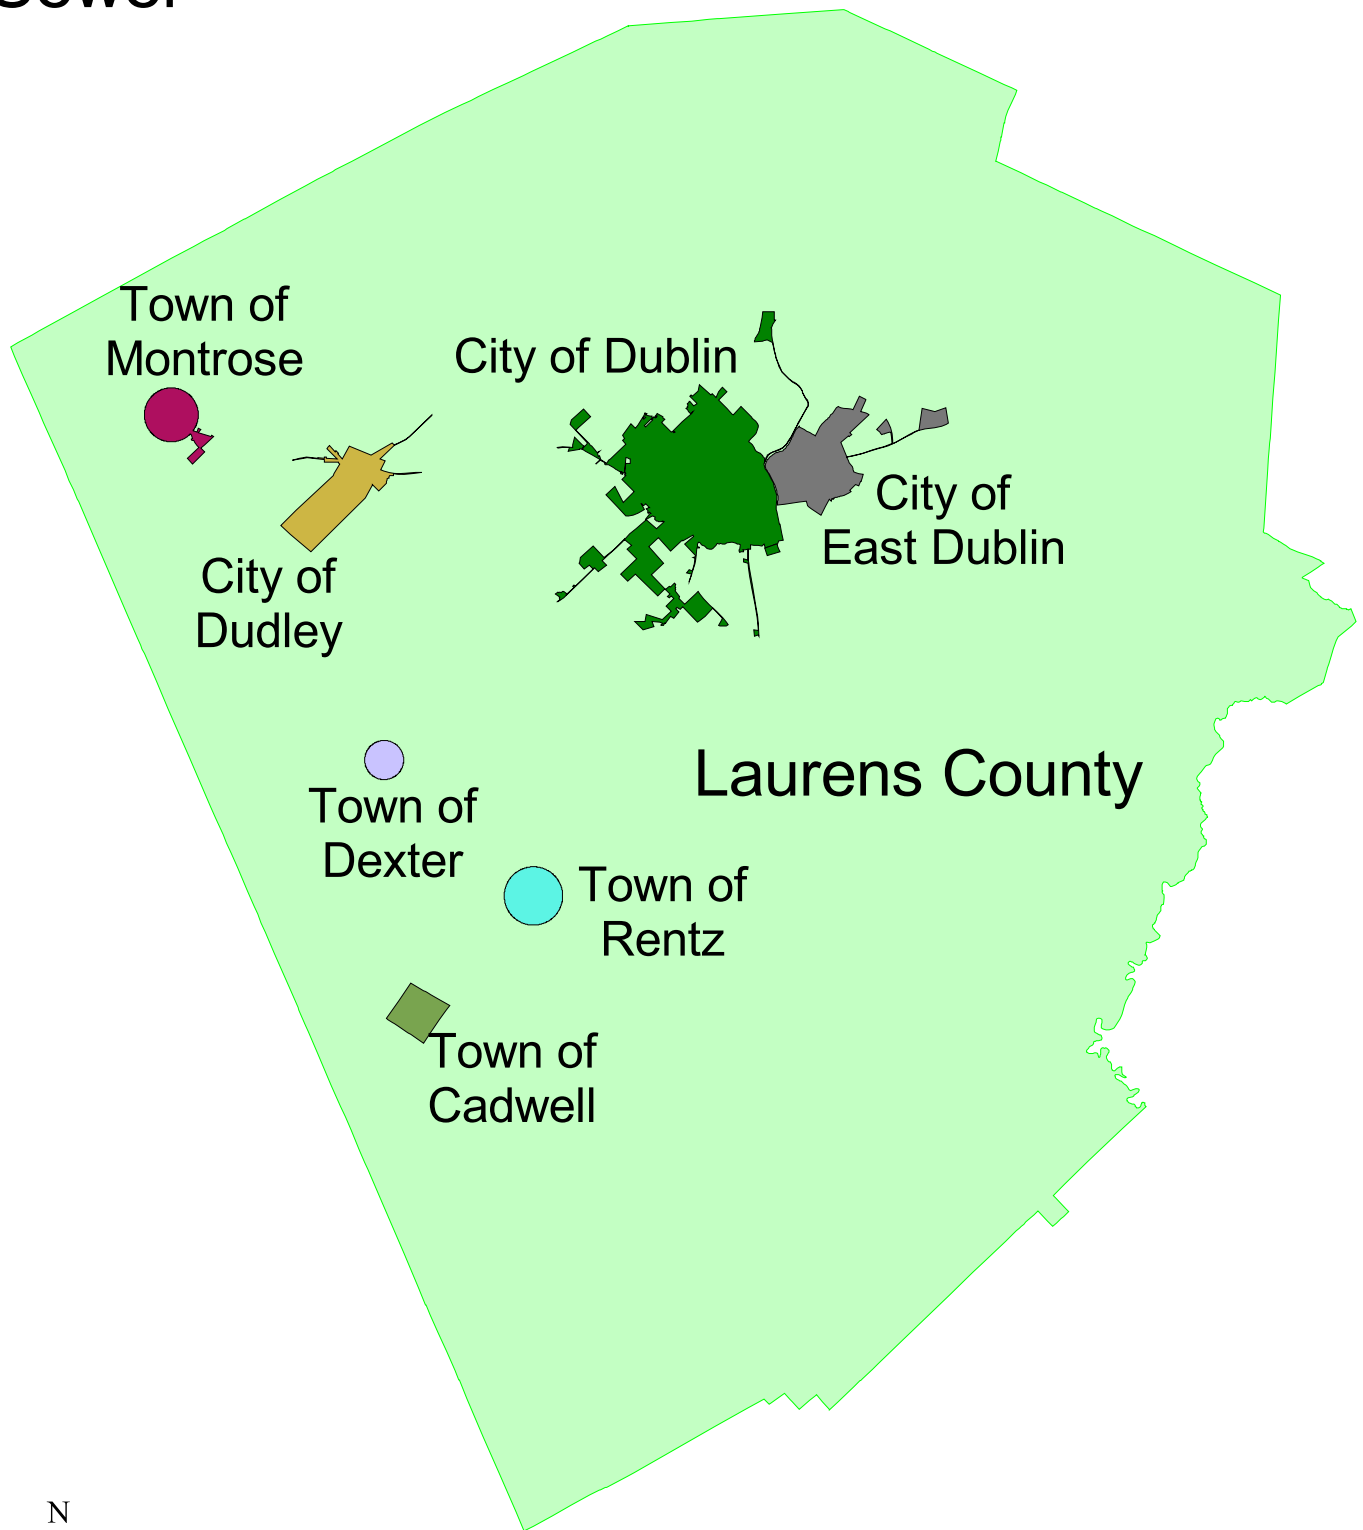 Town of
Montrose
City of Dublin
City of
East Dublin
City of
Dudley
Laurens County
Town of
Dexter
Town of
Rentz
Town of
Cadwell
N